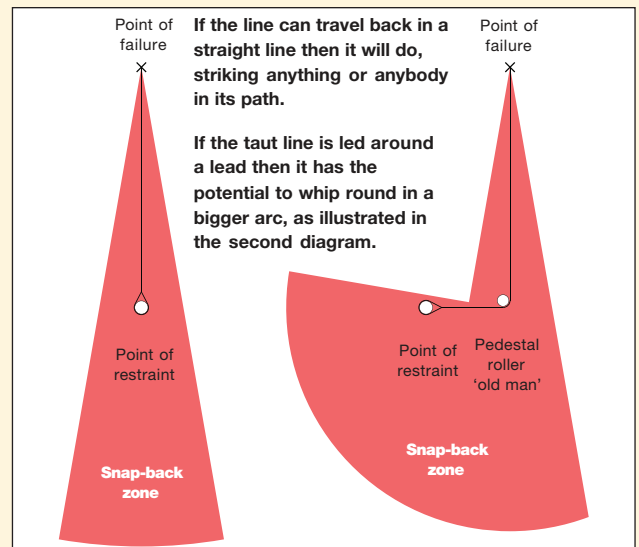 Point of
failure
If the line can travel back in a
straight line then it will do,
striking anything or anybody
in its path.
If the taut line is led around
a lead then it has the
potential to whip round in a
bigger arc, as illustrated in
the second diagram.
Point of
failure
Point of
restraint
Snap-back
zone
Point of
restraint
Pedestal
roller
‘old man’
Snap-back
zone